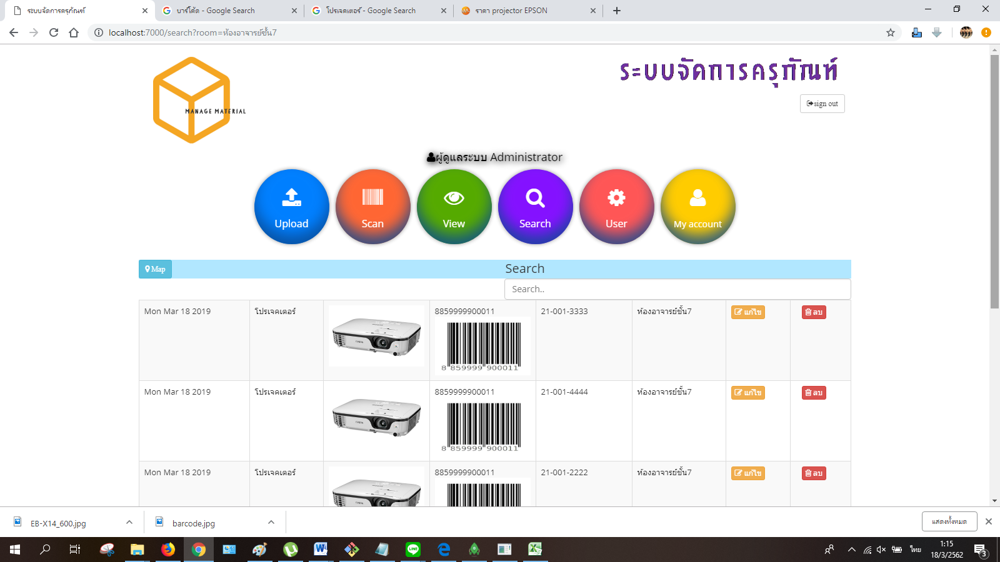 ระบบจัดการครุภัณฑ์
บาร์โค้ด - Google Search
โปรเจคเตอร์ - Google Search
ราคา projector EPSON
localhost:7000/search?room=ห้องอาจารย์ชั้น7
MANAGE MATERIAL
ระบบจัดการครุภัณฑ์
sign out
ผู้ดูแลระบบ Administrator
Upload
Scan
View
Search
User
My account
Map
Search
Search..
Mon Mar 18 2019 โปรเจคเตอร์ 8859999900011 21-001-3333 ห้องอาจารย์ชั้น7 แก้ไข ลบ
8 859999 900011
Mon Mar 18 2019 โปรเจคเตอร์ 8859999900011 21-001-4444 ห้องอาจารย์ชั้น7 แก้ไข ลบ
8 859999 900011
Mon Mar 18 2019 โปรเจคเตอร์ 8859999900011 21-001-2222 ห้องอาจารย์ชั้น7 แก้ไข ลบ
EB-X14_600.jpg
barcode.jpg
แสดงทั้งหมด
ไทย
1:15
18/3/2562
3